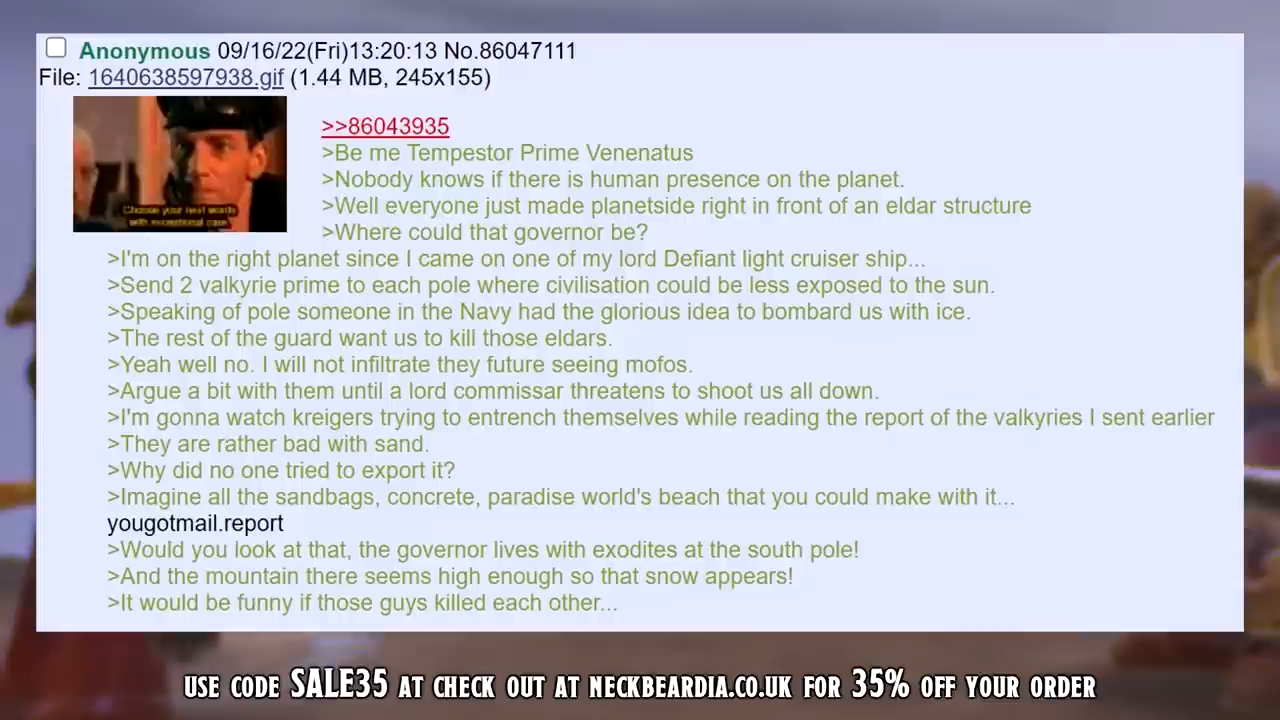 Anonymous 09/16/22(Fri)13:20:13 No.86047111
File: 1640638597938.gif (1.44 MB, 245x155)
Choose your next words
with exceptional care
>>86043935
>Be me Tempestor Prime Venenatus
>Nobody knows if there is human presence on the planet.
>Well everyone just made planetside right in front of an eldar structure
>Where could that governor be?
>I'm on the right planet since I came on one of my lord Defiant light cruiser ship...
>Send 2 valkyrie prime to each pole where civilisation could be less exposed to the sun.
>Speaking of pole someone in the Navy had the glorious idea to bombard us with ice.
>The rest of the guard want us to kill those eldars.
>Yeah well no. I will not infiltrate they future seeing mofos.
>Argue a bit with them until a lord commissar threatens to shoot us all down.
>I'm gonna watch kreigers trying to entrench themselves while reading the report of the valkyries I sent earlier
>They are rather bad with sand.
>Why did no one tried to export it?
>Imagine all the sandbags, concrete, paradise world's beach that you could make with it...
yougotmail.report
>Would you look at that, the governor lives with exodites at the south pole!
>And the mountain there seems high enough so that snow appears!
>It would be funny if those guys killed each other...
USE CODE SALE35 AT CHECK OUT AT NECKBEARDIA.CO.UK FOR 35% OFF YOUR ORDER